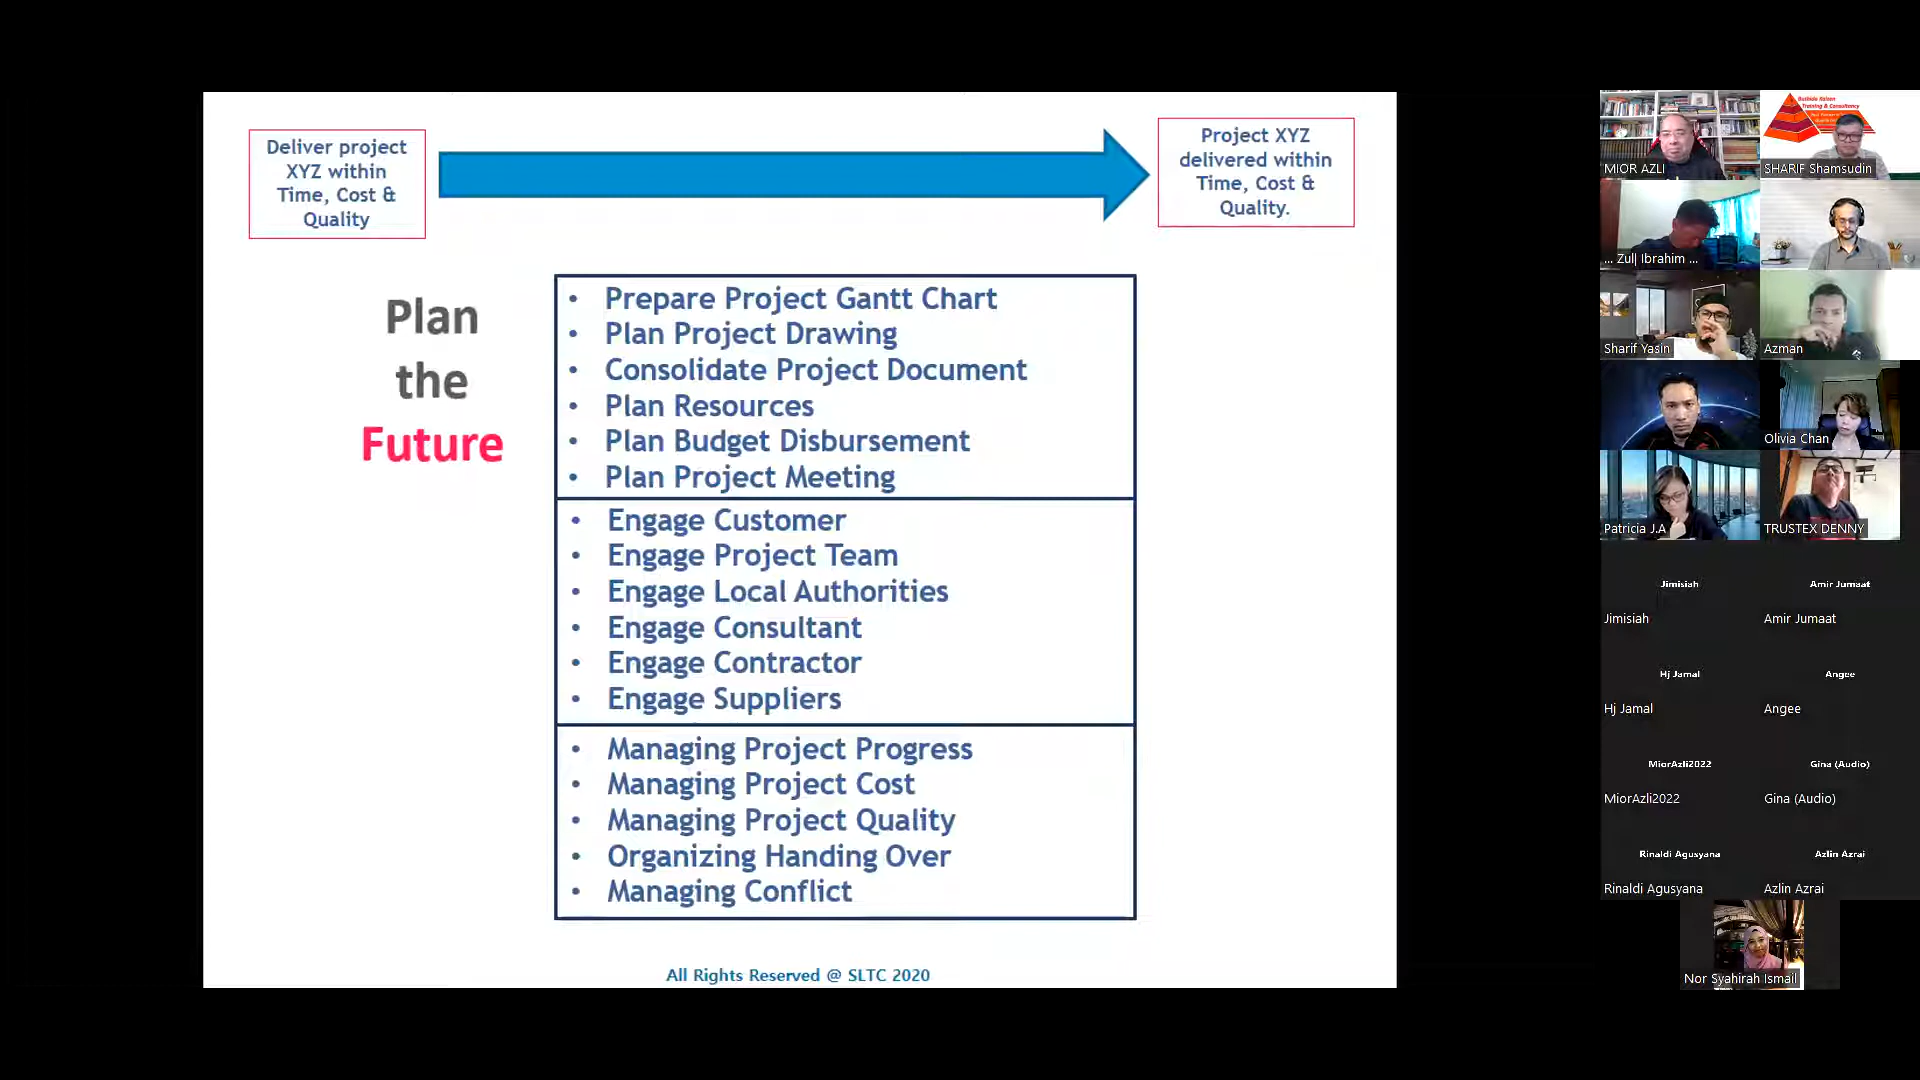 Deliver project
XYZ within
Time, Cost &
Quality
Project XYZ
delivered within
Time, Cost &
Quality.
Plan
the
Future
• Prepare Project Gantt Chart
• Plan Project Drawing
• Consolidate Project Document
• Plan Resources
• Plan Budget Disbursement
• Plan Project Meeting
• Engage Customer
• Engage Project Team
• Engage Local Authorities
• Engage Consultant
• Engage Contractor
• Engage Suppliers
• Managing Project Progress
• Managing Project Cost
• Managing Project Quality
• Organizing Handing Over
• Managing Conflict
All Rights Reserved @ SLTC 2020
MIOR AZLI
Training & Consultancy
SHARIF Shamsudin
... Zul| Ibrahim ...
Sharif Yasin
Azman
Olivia Chan
Patricia J.A
TRUSTEX DENNY
Jimisiah
Jimisiah
Amir Jumaat
Amir Jumaat
Hj Jamal
Hj Jamal
Angee
Angee
MiorAzli2022
MiorAzli2022
Gina (Audio)
Gina (Audio)
Rinaldi Agusyana
Rinaldi Agusyana
Azlin Azrai
Azlin Azrai
Nor Syahirah Ismail